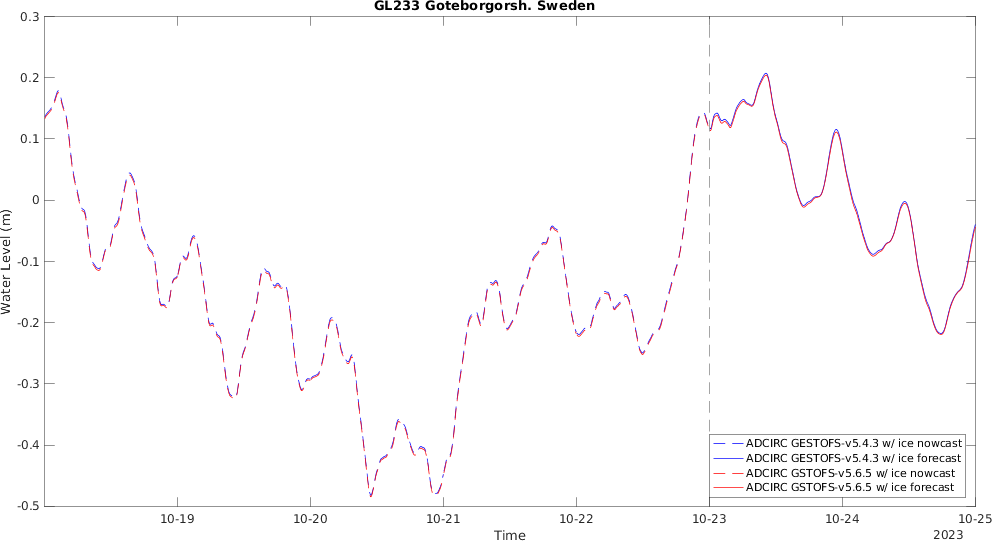 GL233 Goteborgorsh. Sweden
0.3
0.2
0.1
0
-0.1
-0.2
-0.3
-0.4
-0.5
Water Level (m)
ADCIRC GESTOFS-v5.4.3 w/ ice nowcast
ADCIRC GESTOFS-v5.4.3 w/ ice forecast
ADCIRC GSTOFS-v5.6.5 w/ ice nowcast
ADCIRC GSTOFS-v5.6.5 w/ ice forecast
10-19 10-20 10-21 10-22 10-23 10-24 10-25
Time
2023